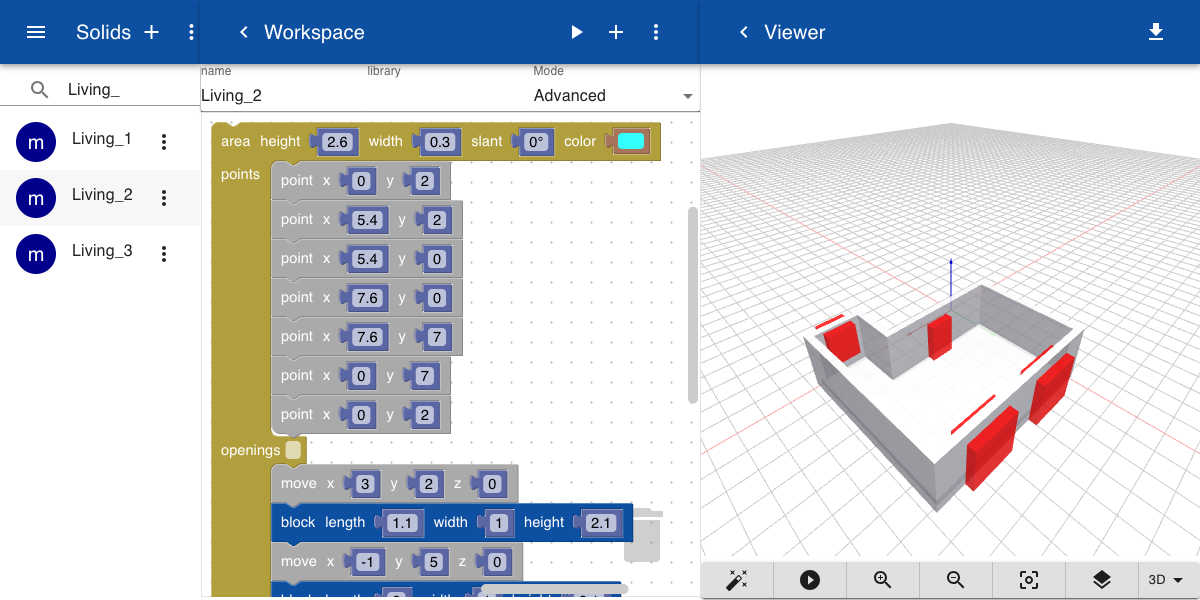 Solids
Workspace
Viewer
name
library
Mode
Living_
Living_2
Advanced
m Living_1
m Living_2
m Living_3
area height 2.6 width 0.3 slant 0° color
points
point x 0 y 2
point x 5.4 y 2
point x 5.4 y 0
point x 7.6 y 0
point x 7.6 y 7
point x 0 y 7
point x 0 y 2
openings
move x 3 y 2 z 0
block length 1.1 width 1 height 2.1
move x -1 y 5 z 0
block length
3D